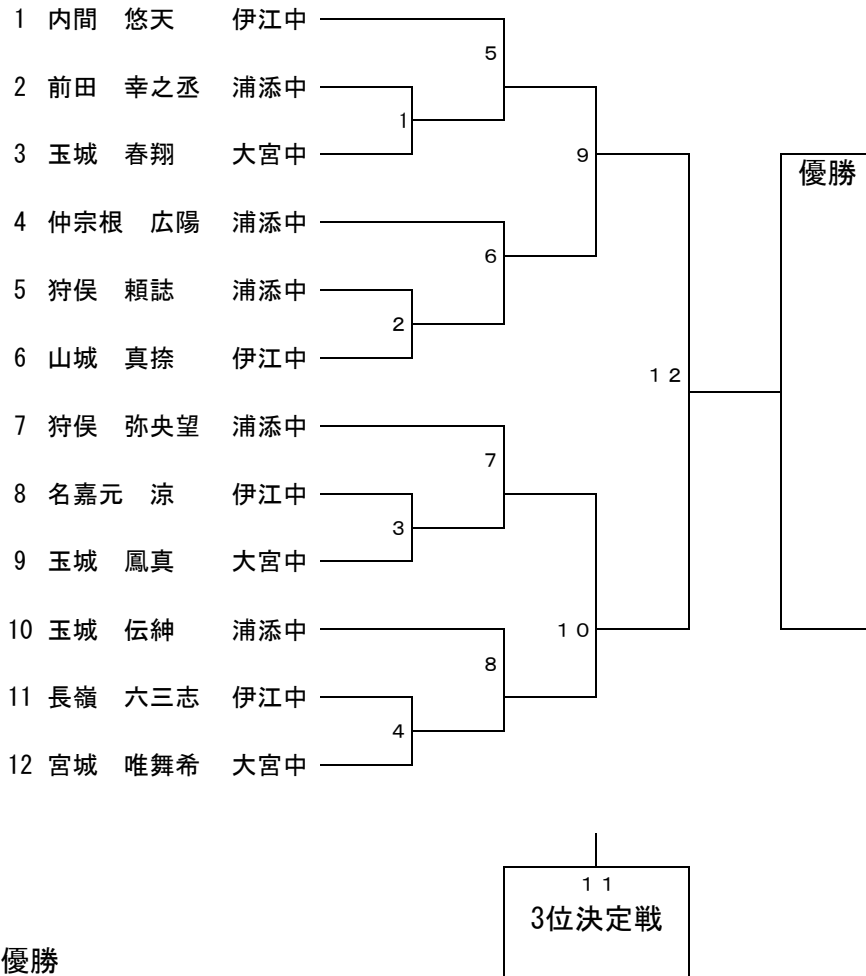 1 内間 悠天 伊江中
5
2 前田 幸之丞 浦添中
1
3 玉城 春翔 大宮中
9
優勝
4 仲宗根 広陽 浦添中
6
5 狩俣 頼誌 浦添中
2
6 山城 真捺 伊江中
12
7 狩俣 弥央望 浦添中
7
8 名嘉元 涼 伊江中
3
9 玉城 鳳真 大宮中
10 玉城 伝紳 浦添中
10
8
11 長嶺 六三志 伊江中
4
12 宮城 唯舞希 大宮中
11
3位決定戦
優勝